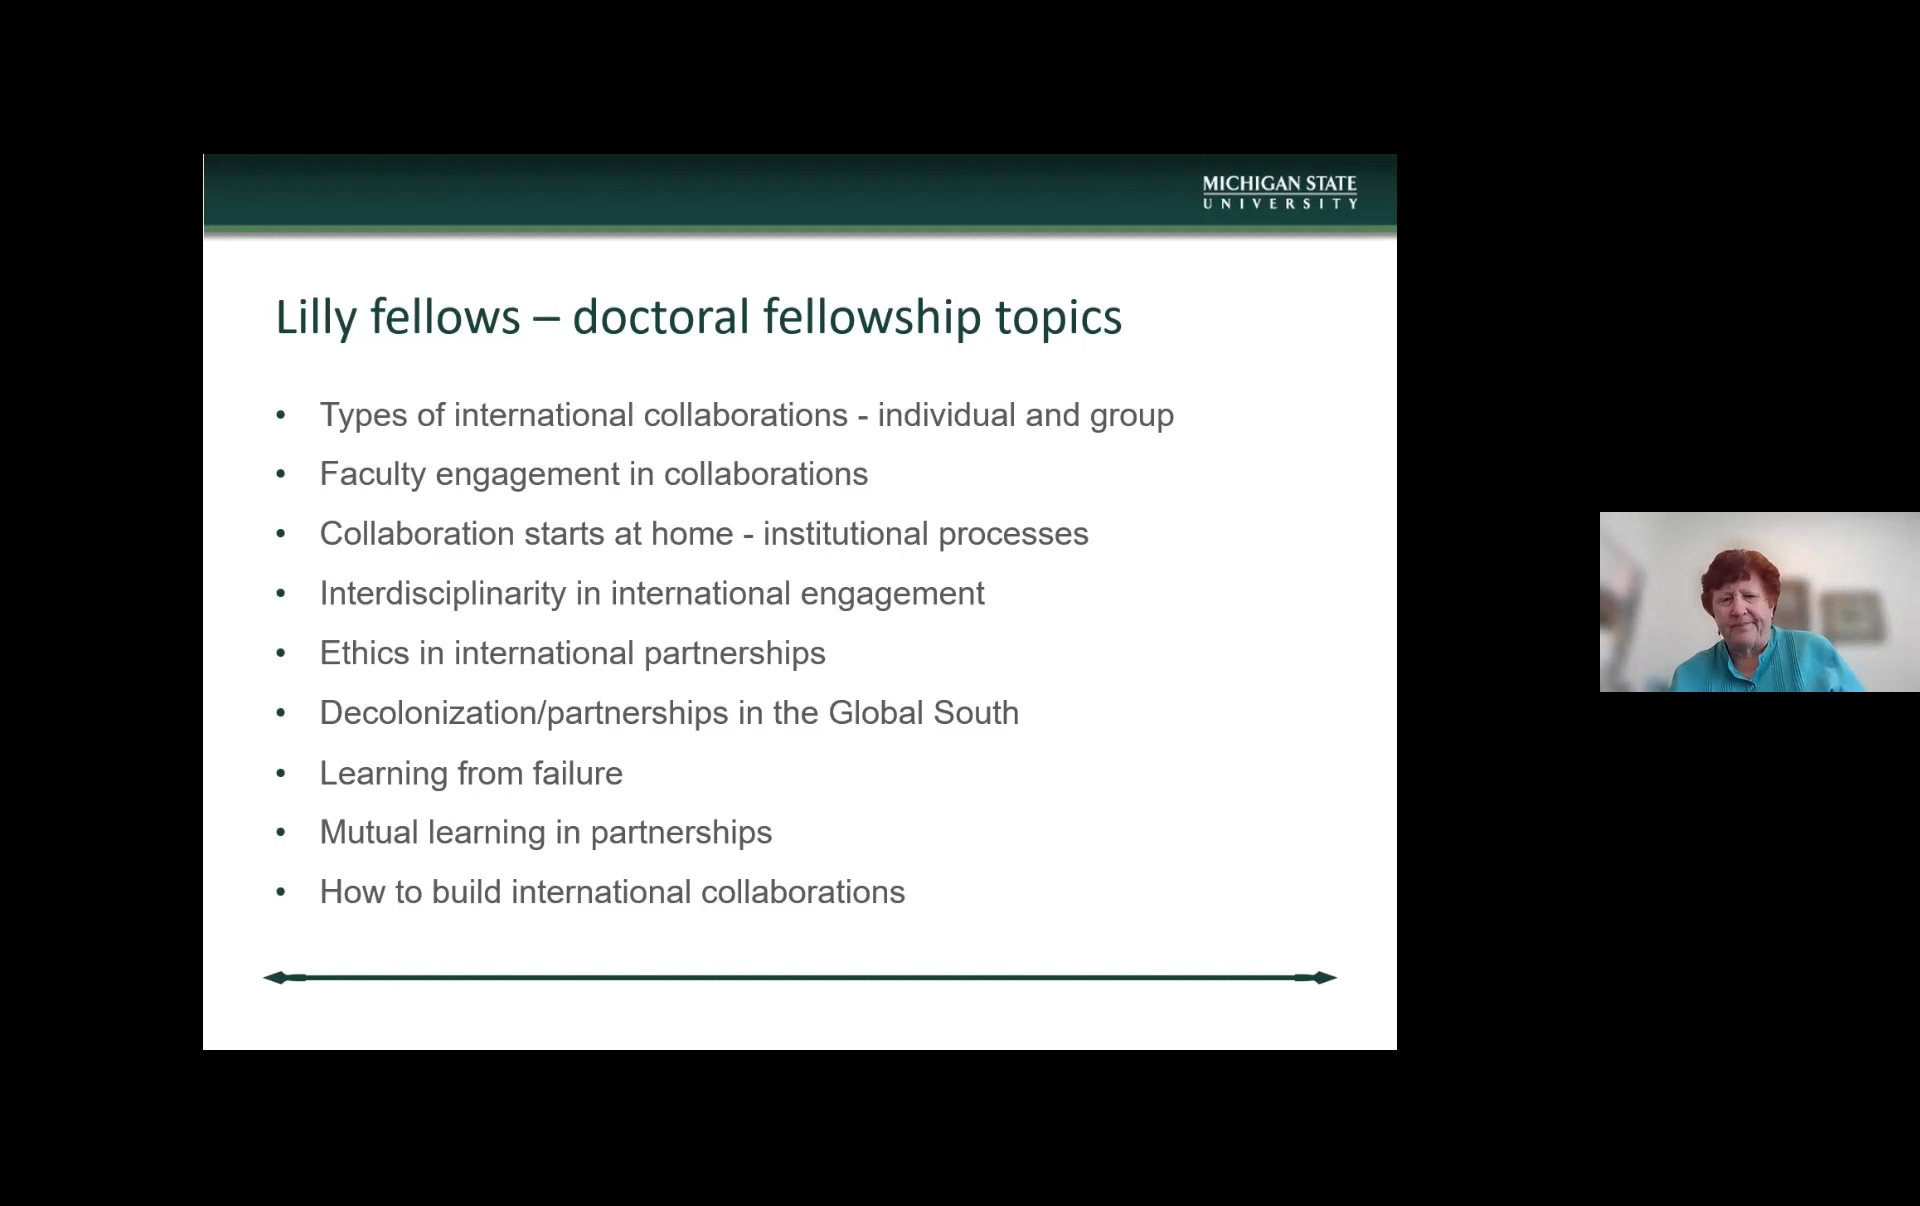 MICHIGAN STATE
UNIVERSITY
Lilly fellows – doctoral fellowship topics
• Types of international collaborations - individual and group
• Faculty engagement in collaborations
• Collaboration starts at home - institutional processes
• Interdisciplinarity in international engagement
• Ethics in international partnerships
• Decolonization/partnerships in the Global South
• Learning from failure
• Mutual learning in partnerships
• How to build international collaborations